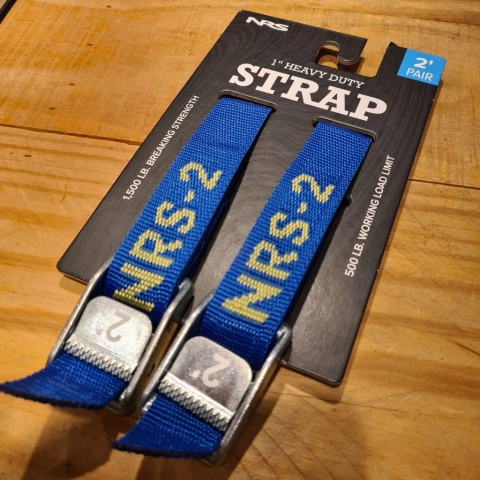 NRS
2'
PAIR
1" HEAVY DUTY
STRAP
1,500 LB. BREAKING STRENGTH
500 LB. WORKING LOAD LIMIT
NRS-2
NRS-2
2'
2'